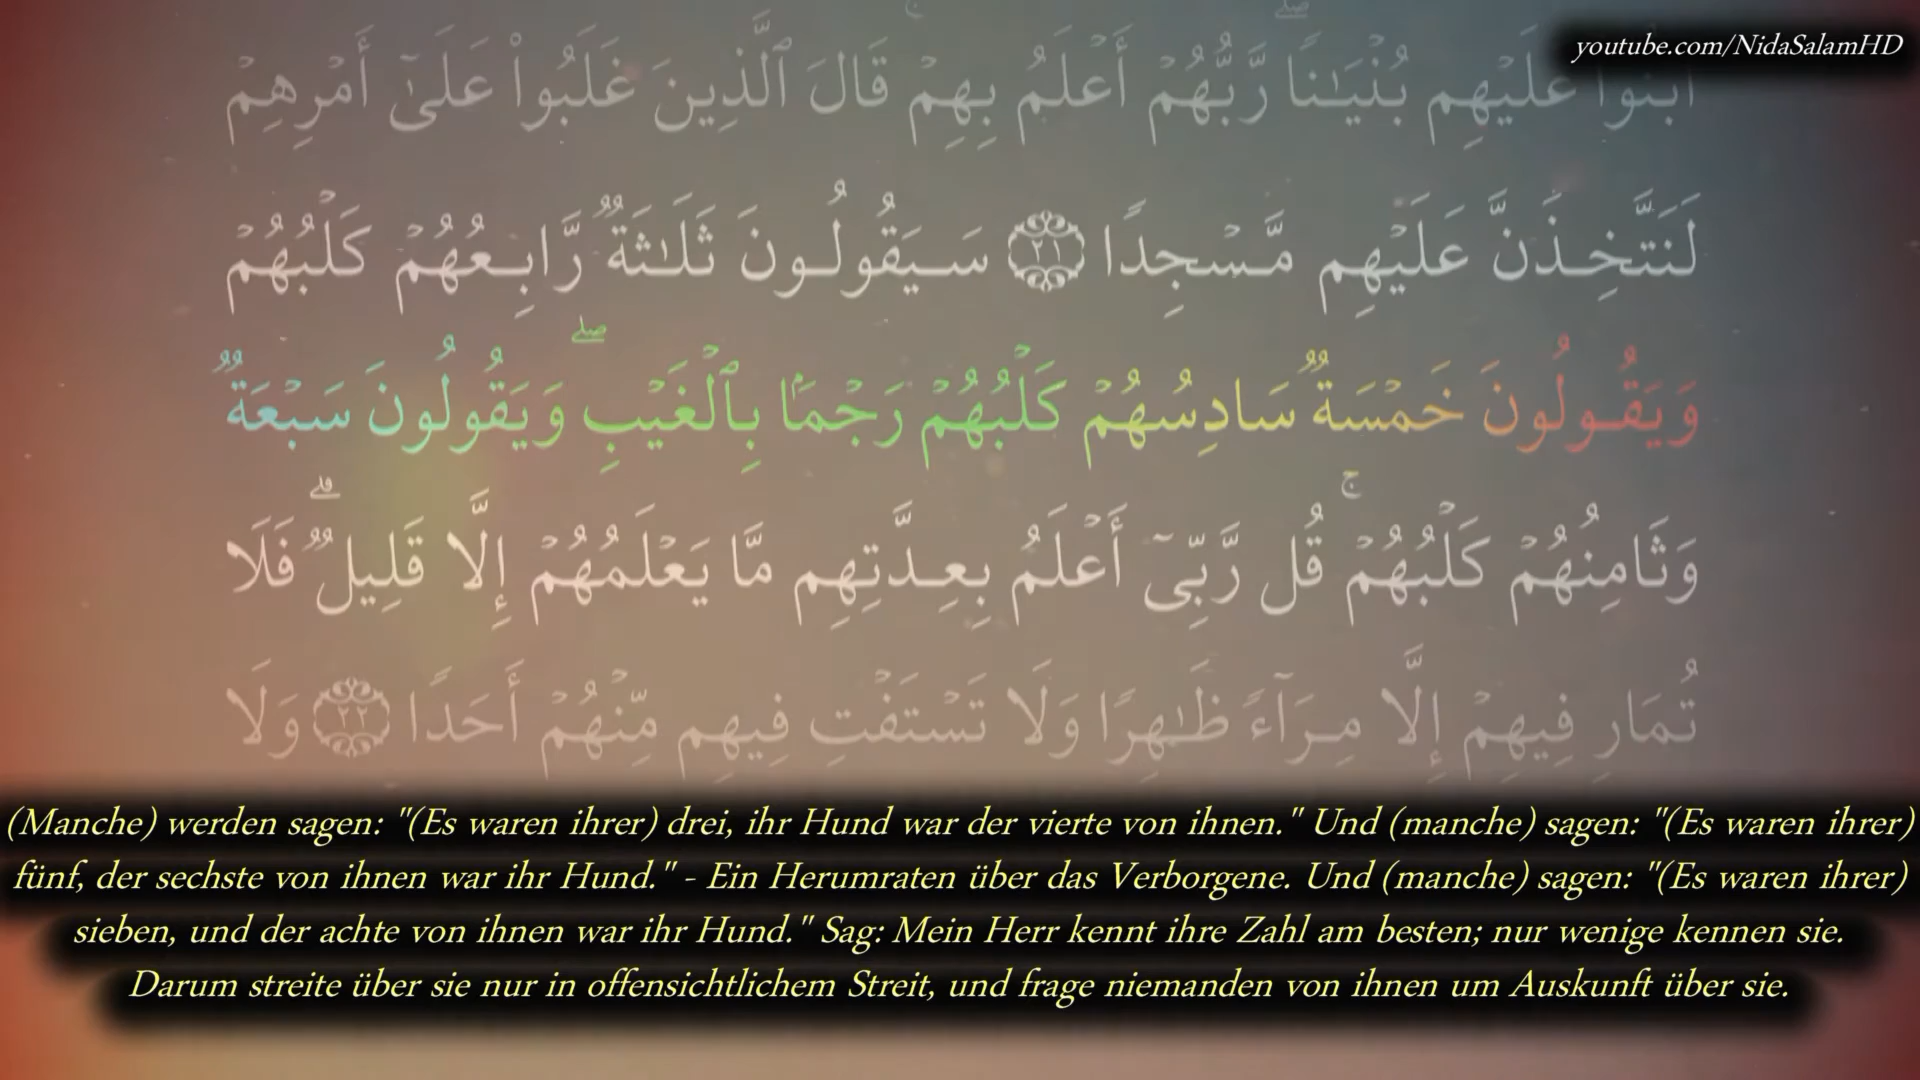 youtube.com/NidaSalamHD
ٱبْنُوا۟ عَلَيْهِم بُنْيَـٰنًا ۖ رَّبُّهُمْ أَعْلَمُ بِهِمْ ۚ قَالَ ٱلَّذِينَ غَلَبُوا۟ عَلَىٰٓ أَمْرِهِمْ
لَنَتَّخِذَنَّ عَلَيْهِم مَّسْجِدًا ٢١ سَيَقُولُونَ ثَلَـٰثَةٌ رَّابِعُهُمْ كَلْبُهُمْ
وَيَقُولُونَ خَمْسَةٌ سَادِسُهُمْ كَلْبُهُمْ رَجْمًۢا بِٱلْغَيْبِ ۖ وَيَقُولُونَ سَبْعَةٌ
وَثَامِنُهُمْ كَلْبُهُمْ ۚ قُل رَّبِّىٓ أَعْلَمُ بِعِدَّتِهِم مَّا يَعْلَمُهُمْ إِلَّا قَلِيلٌ ۗ فَلَا
تُمَارِ فِيهِمْ إِلَّا مِرَآءً ظَـٰهِرًا وَلَا تَسْتَفْتِ فِيهِم مِّنْهُمْ أَحَدًا ٢٢ وَلَا
(Manche) werden sagen: "(Es waren ihrer) drei, ihr Hund war der vierte von ihnen." Und (manche) sagen: "(Es waren ihrer)
fünf, der sechste von ihnen war ihr Hund." - Ein Herumraten über das Verborgene. Und (manche) sagen: "(Es waren ihrer)
sieben, und der achte von ihnen war ihr Hund." Sag: Mein Herr kennt ihre Zahl am besten; nur wenige kennen sie.
Darum streite über sie nur in offensichtlichem Streit, und frage niemanden von ihnen um Auskunft über sie.